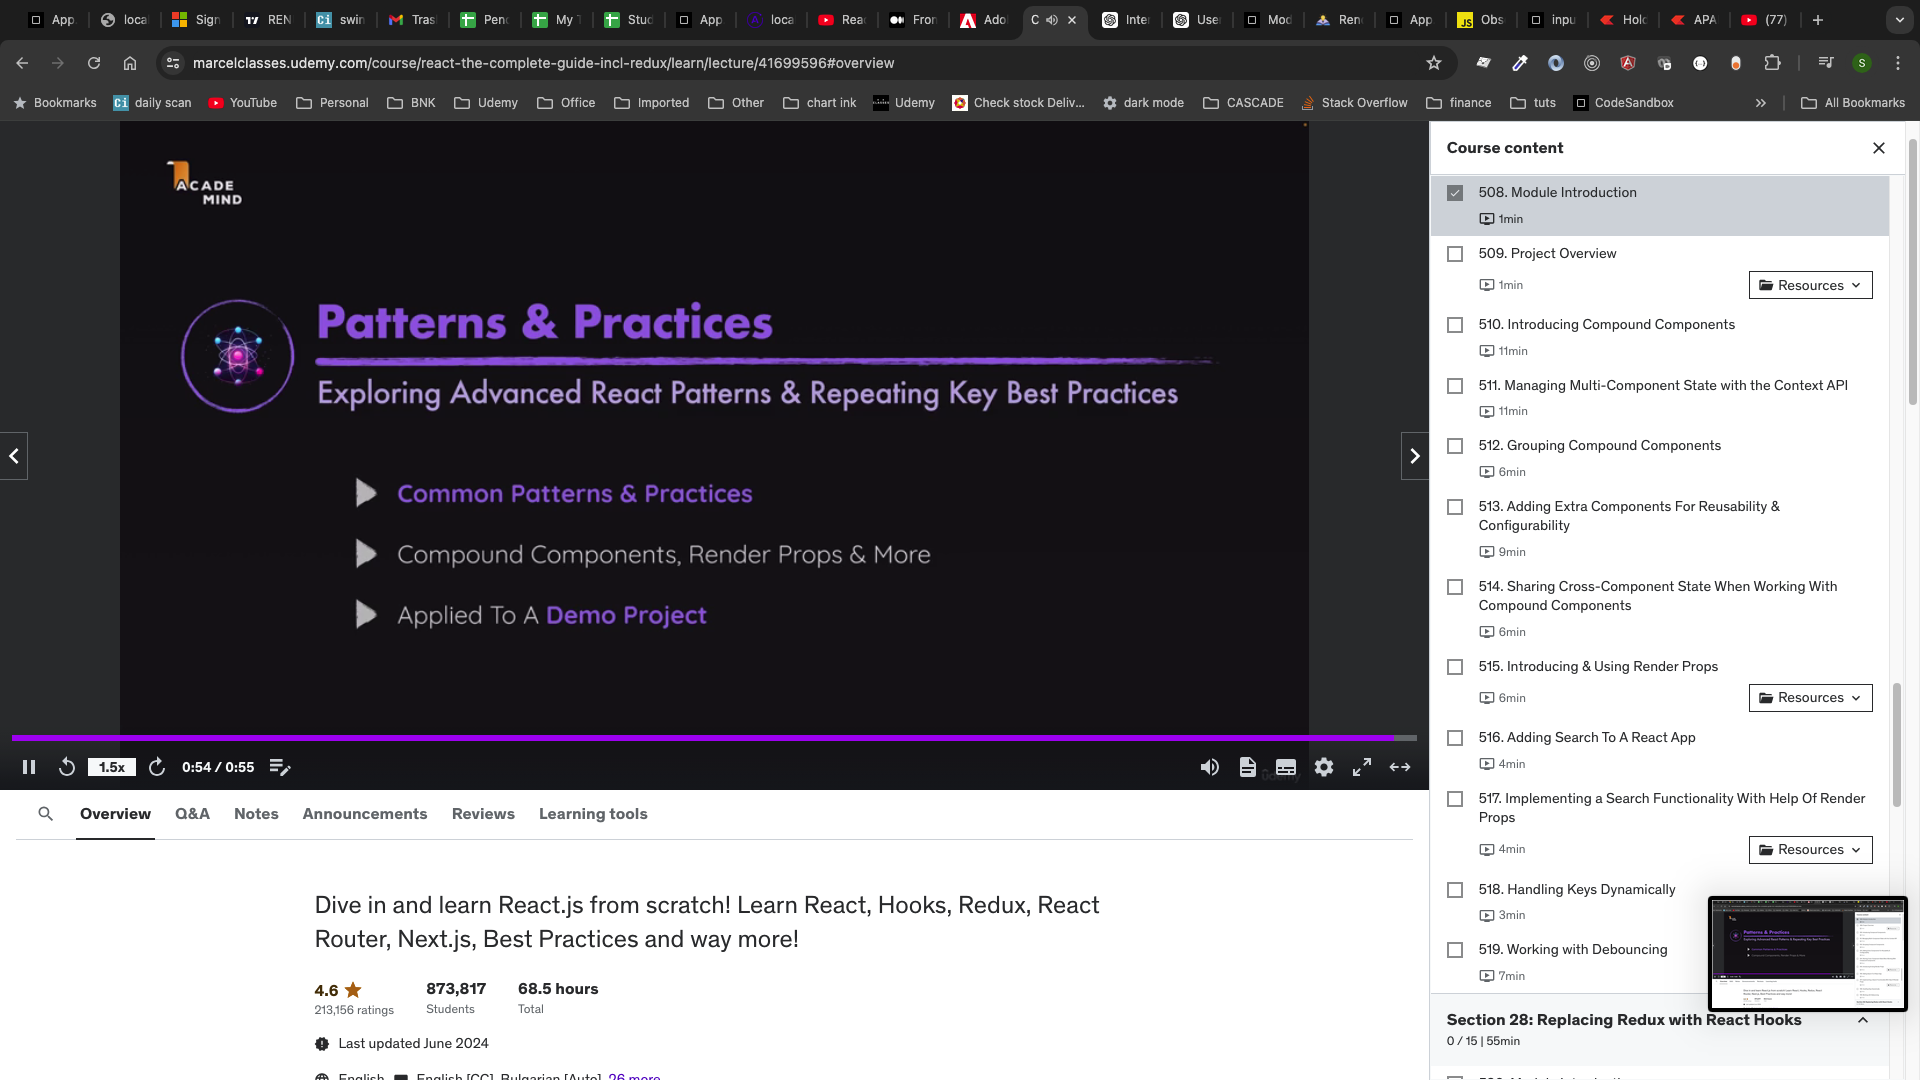 App.
local
Sign
REN
swin
Tras
Pend
My T
Stud
App
loca
Reac
Fron
Ado
C
Inte
User
Mod
Rend
App.
Obs
inpu
Hold
APA
(77)
marcelclasses.udemy.com/course/react-the-complete-guide-incl-redux/learn/lecture/41699596#overview
S
Bookmarks
daily scan
YouTube
Personal
BNK
Udemy
Office
Imported
Other
chart ink
Udemy
Check stock Deliv...
dark mode
CASCADE
Stack Overflow
finance
tuts
CodeSandbox
All Bookmarks
ACADE
MIND
Patterns & Practices
Exploring Advanced React Patterns & Repeating Key Best Practices
Common Patterns & Practices
Compound Components, Render Props & More
Applied To A Demo Project
1.5x
0:54 / 0:55
udemy
Overview
Q&A
Notes
Announcements
Reviews
Learning tools
Dive in and learn React.js from scratch! Learn React, Hooks, Redux, React
Router, Next.js, Best Practices and way more!
4.6
213,156 ratings
873,817
Students
68.5 hours
Total
Last updated June 2024
English
English [CC], Bulgarian [Auto], 26 more
Course content
508. Module Introduction
1min
509. Project Overview
1min
Resources
510. Introducing Compound Components
11min
511. Managing Multi-Component State with the Context API
11min
512. Grouping Compound Components
6min
513. Adding Extra Components For Reusability &
Configurability
9min
514. Sharing Cross-Component State When Working With
Compound Components
6min
515. Introducing & Using Render Props
6min
Resources
516. Adding Search To A React App
4min
517. Implementing a Search Functionality With Help Of Render
Props
4min
Resources
518. Handling Keys Dynamically
3min
519. Working with Debouncing
7min
Patterns & Practices
Section 28: Replacing Redux with React Hooks
0 / 15 | 55min